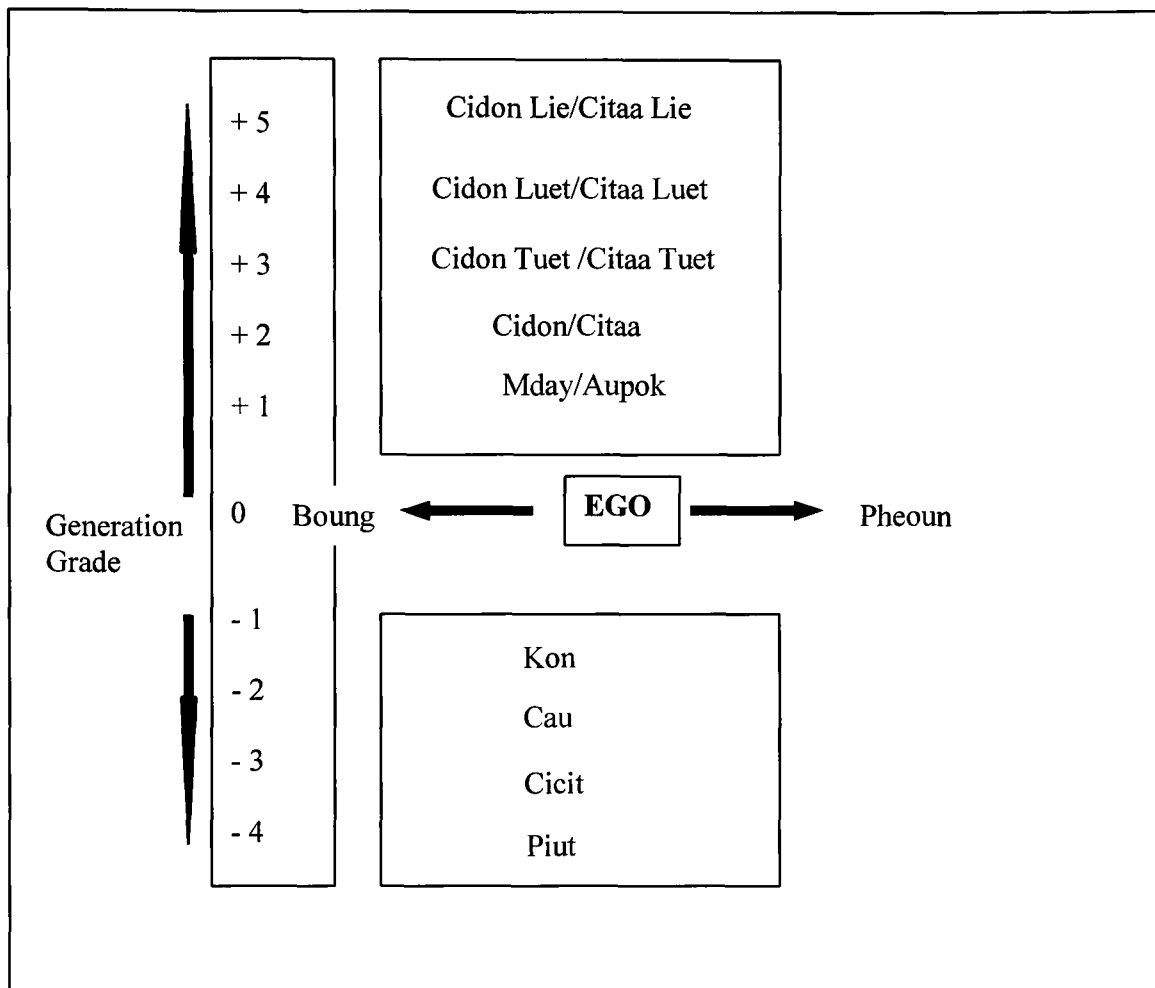 + 5 Cidon Lie/Citaa Lie
+ 4 Cidon Luet/Citaa Luet
+ 3 Cidon Tuet /Citaa Tuet
+ 2 Cidon/Citaa
+ 1 Mday/Aupok
Generation
Grade
0 Boung EGO Pheoun
- 1 Kon
- 2 Cau
- 3 Cicit
- 4 Piut